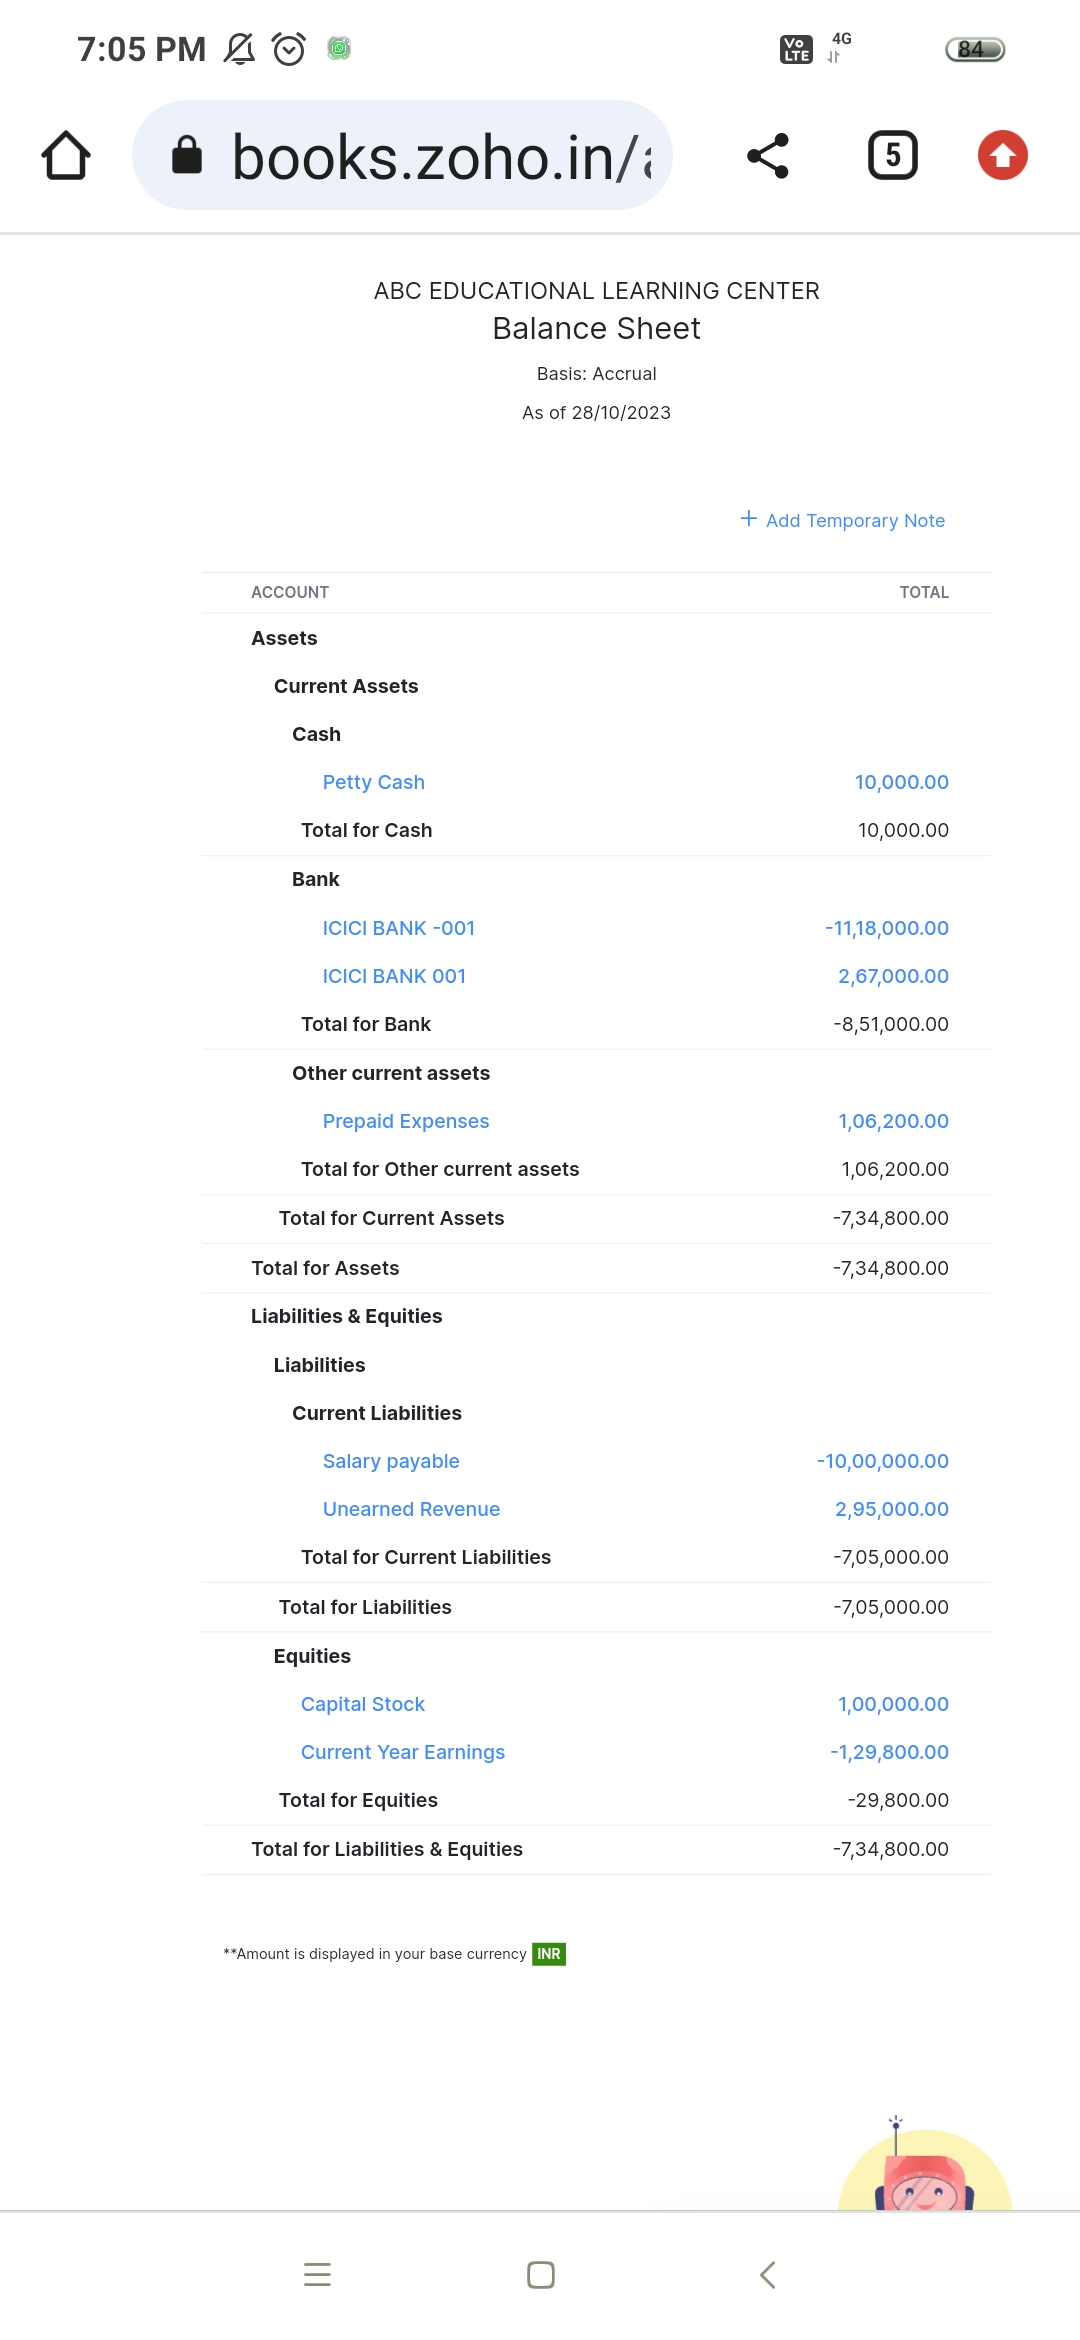 7:05 PM
Vo LTE 4G 84
books.zoho.in/
5
ABC EDUCATIONAL LEARNING CENTER
Balance Sheet
Basis: Accrual
As of 28/10/2023
+ Add Temporary Note
ACCOUNT TOTAL
Assets
Current Assets
Cash
Petty Cash 10,000.00
Total for Cash 10,000.00
Bank
ICICI BANK -001 -11,18,000.00
ICICI BANK 001 2,67,000.00
Total for Bank -8,51,000.00
Other current assets
Prepaid Expenses 1,06,200.00
Total for Other current assets 1,06,200.00
Total for Current Assets -7,34,800.00
Total for Assets -7,34,800.00
Liabilities & Equities
Liabilities
Current Liabilities
Salary payable -10,00,000.00
Unearned Revenue 2,95,000.00
Total for Current Liabilities -7,05,000.00
Total for Liabilities -7,05,000.00
Equities
Capital Stock 1,00,000.00
Current Year Earnings -1,29,800.00
Total for Equities -29,800.00
Total for Liabilities & Equities -7,34,800.00
**Amount is displayed in your base currency INR